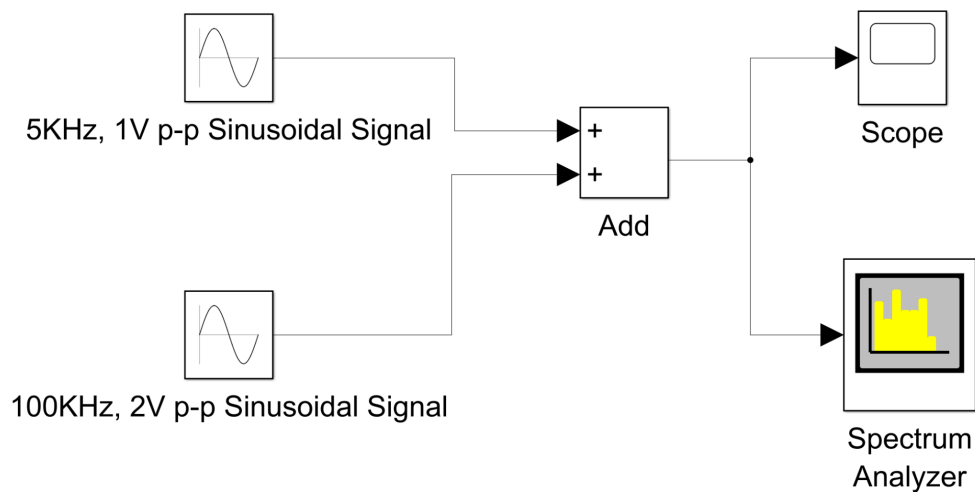 5KHz, 1V p-p Sinusoidal Signal
+
+
Add
Scope
100KHz, 2V p-p Sinusoidal Signal
Spectrum
Analyzer